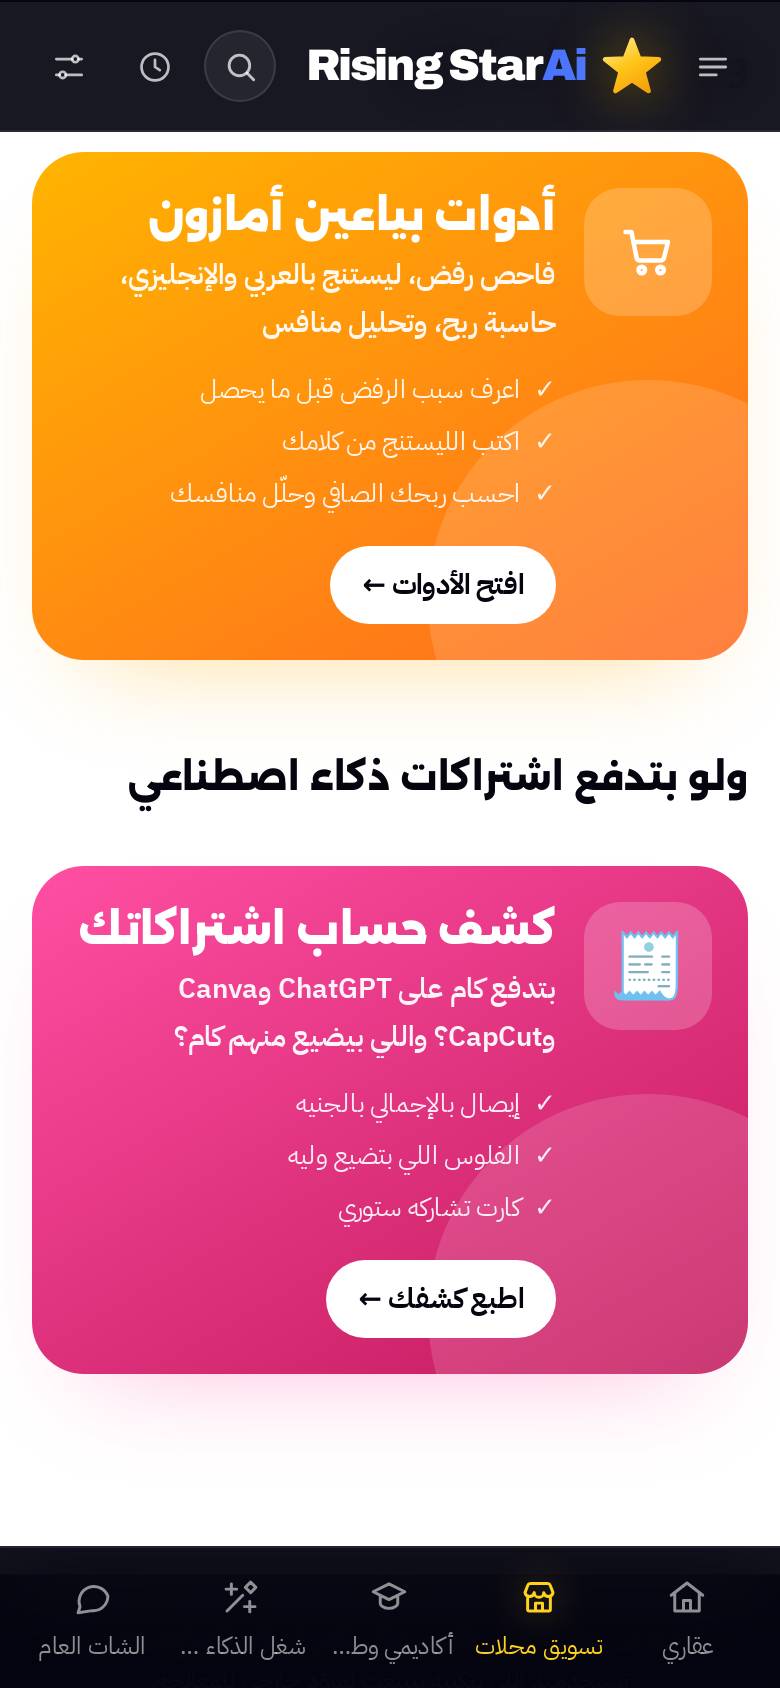 Rising StarAi
أدوات بياعين أمازون
فاحص رفض، ليستنج بالعربي والإنجليزي،
حاسبة ربح، وتحليل منافس
✓ اعرف سبب الرفض قبل ما يحصل
✓ اكتب الليستنج من كلامك
✓ احسب ربحك الصافي وحلّل منافسك
افتح الأدوات ←
ولو بتدفع اشتراكات ذكاء اصطناعي
كشف حساب اشتراكاتك
بتدفع كام على ChatGPT وCanva
وCapCut؟ واللي بيضيع منهم كام؟
✓ إيصال بالإجمالي بالجنيه
✓ الفلوس اللي بتضيع وليه
✓ كارت تشاركه ستوري
اطبع كشفك ←
عقاري
تسويق محلات
أكاديمي وط...
شغل الذكاء ...
الشات العام